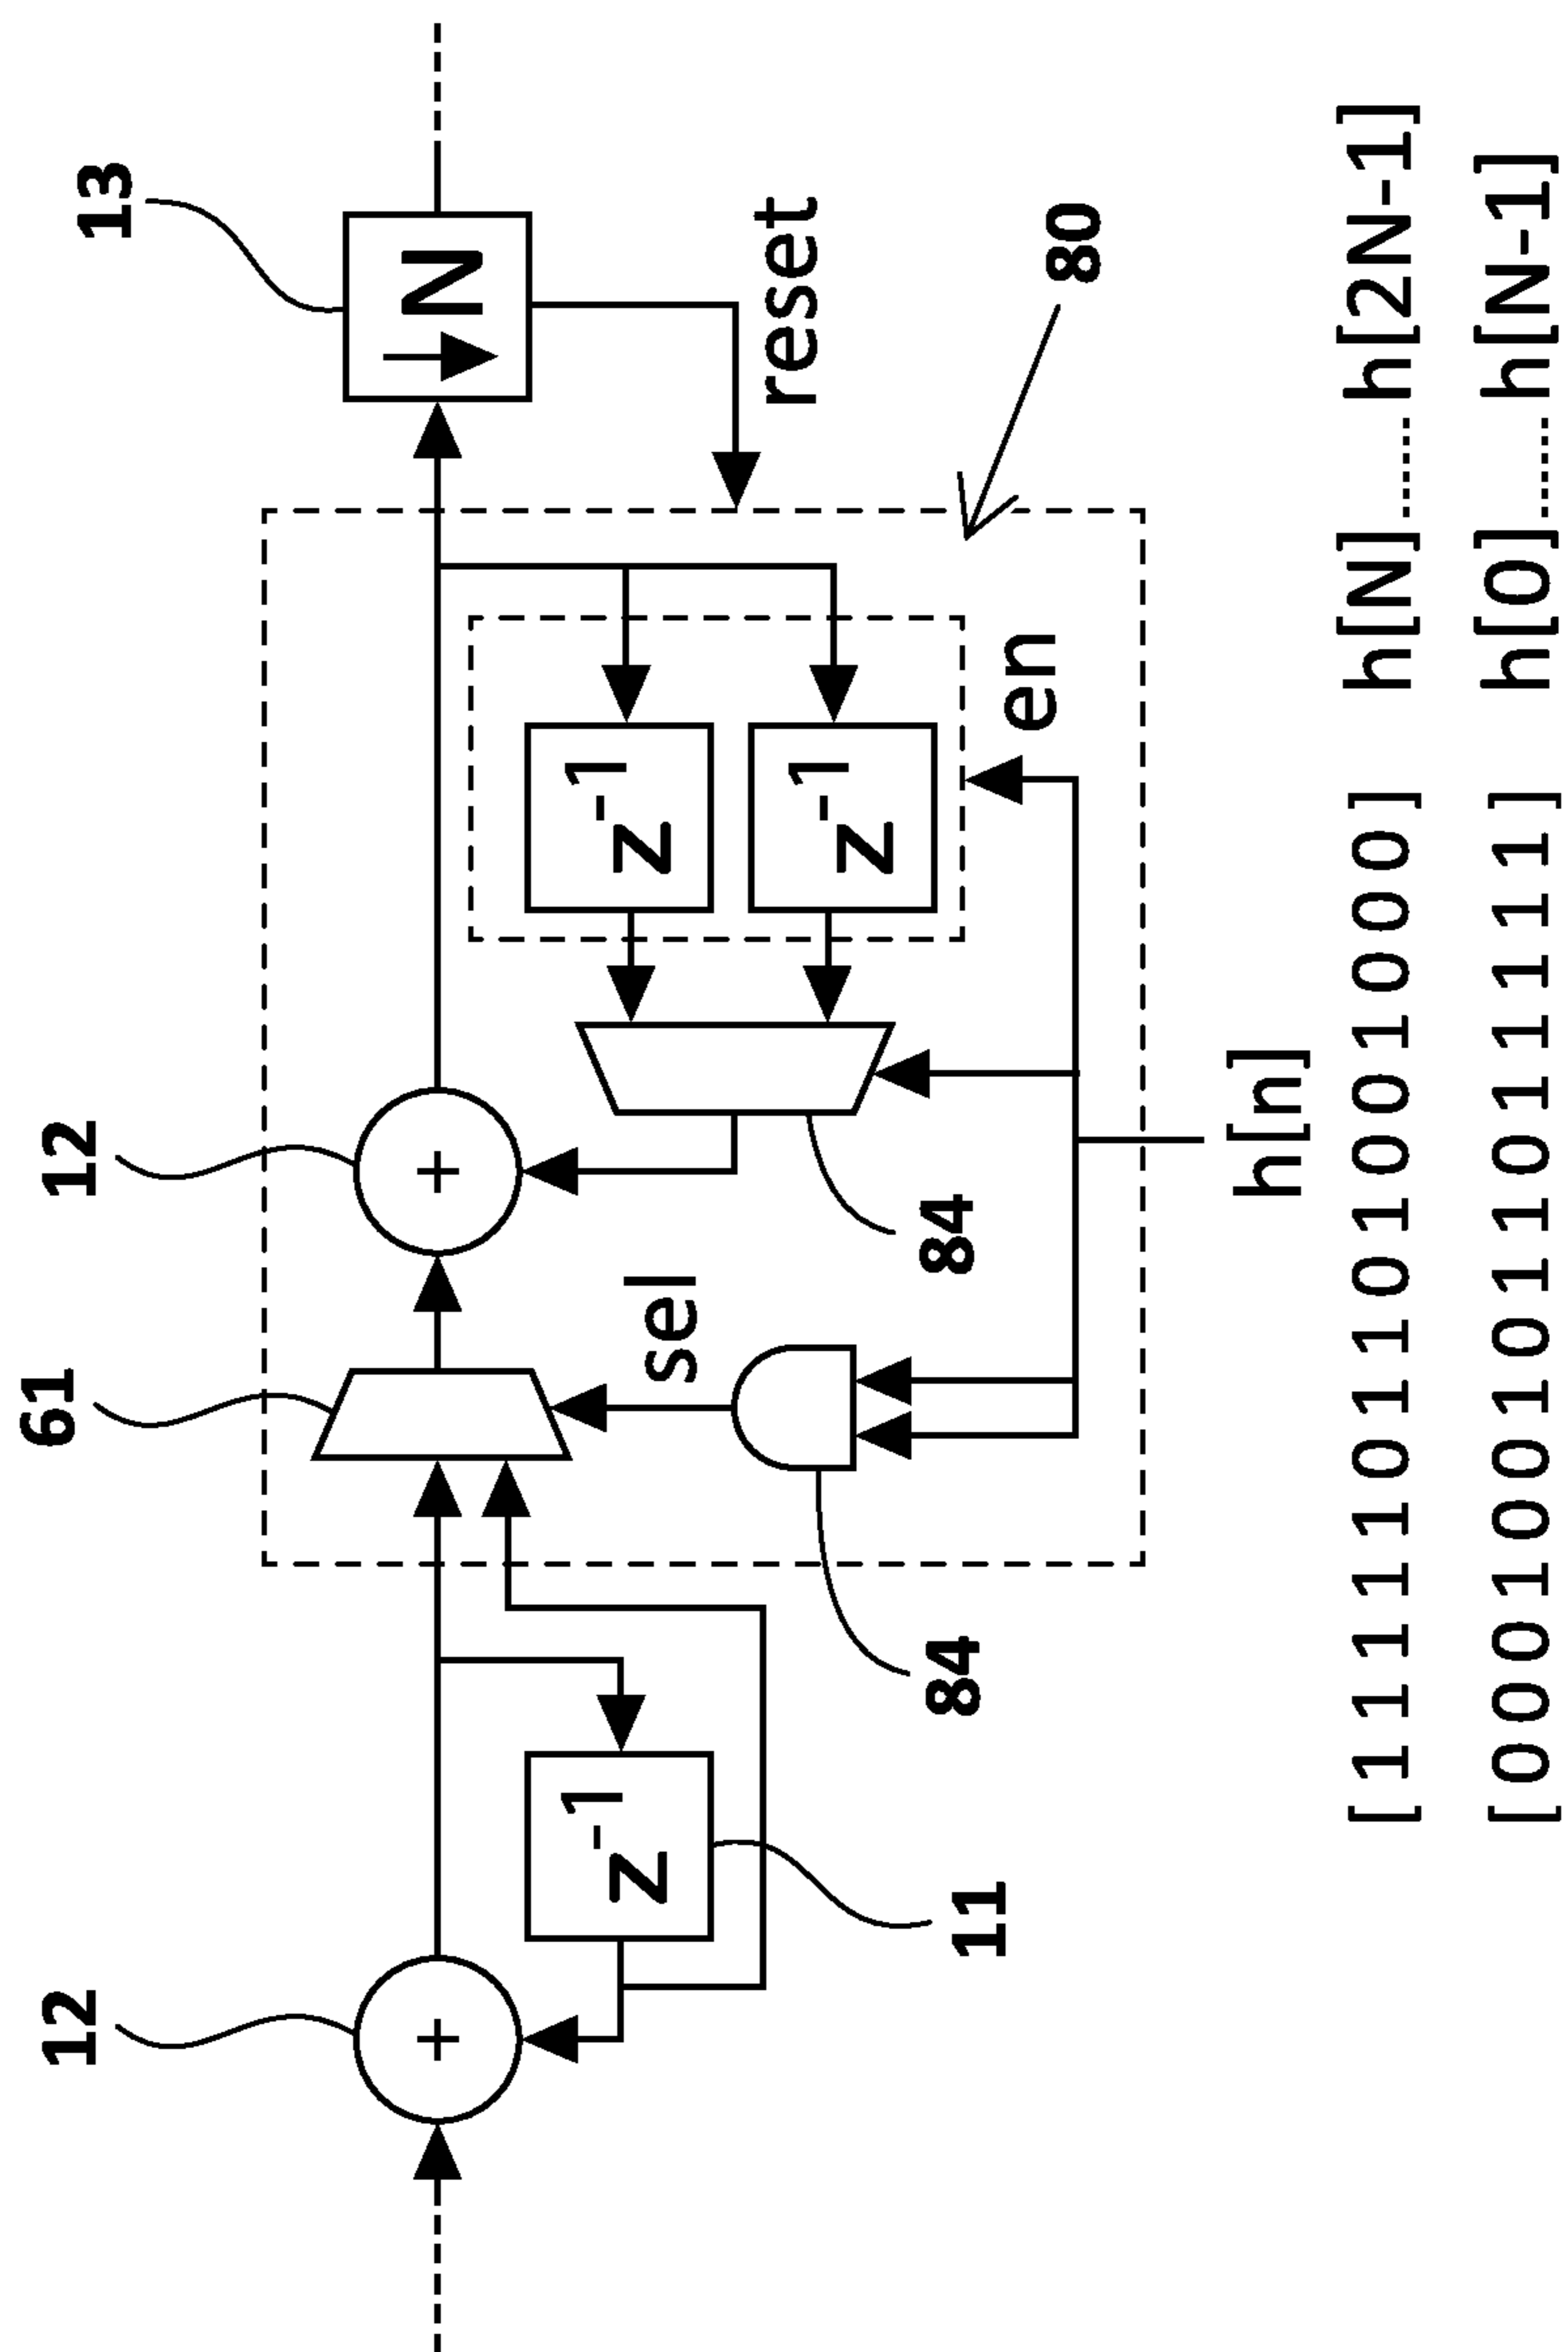 12
61
12
13
+
+
↓N
sel
reset
z⁻¹
z⁻¹
z⁻¹
11
84
84
en
80
h[n]
[ 1 1 1 1 1 0 1 1 0 1 0 0 1 0 0 0 ] h[N]......h[2N-1]
[ 0 0 0 1 0 0 1 0 1 1 0 1 1 1 1 1 ] h[0]......h[N-1]